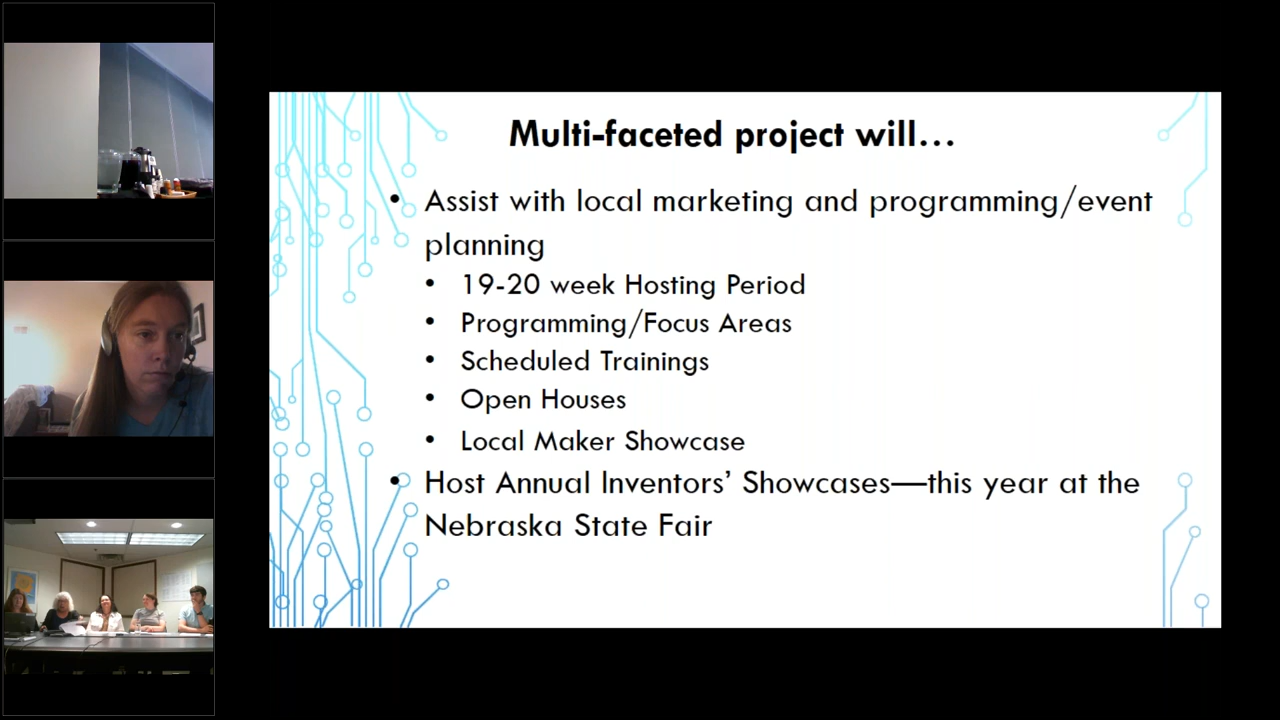 Multi-faceted project will...
• Assist with local marketing and programming/event
planning
• 19-20 week Hosting Period
• Programming/Focus Areas
• Scheduled Trainings
• Open Houses
• Local Maker Showcase
• Host Annual Inventors’ Showcases—this year at the
Nebraska State Fair